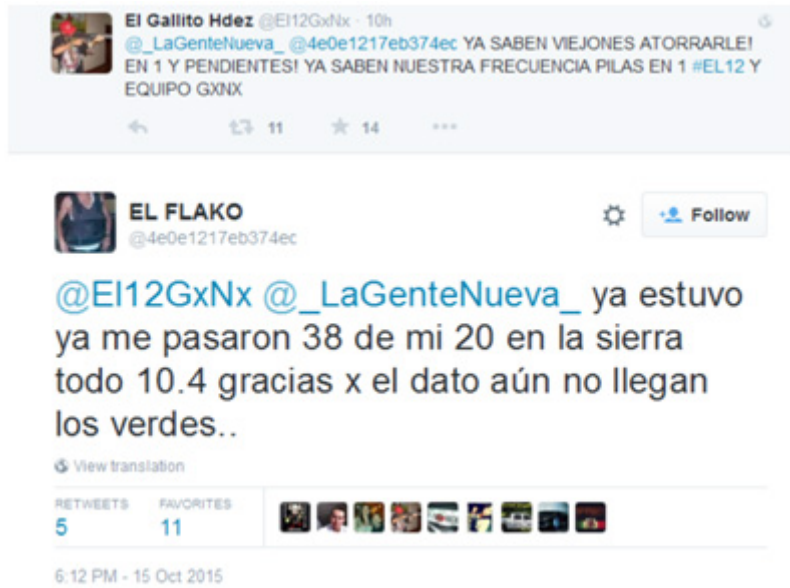 El Gallito Hdez @El12GxNx · 10h
@_LaGenteNueva_ @4e0e1217eb374ec YA SABEN VIEJONES ATORRARLE!
EN 1 Y PENDIENTES! YA SABEN NUESTRA FRECUENCIA PILAS EN 1 #EL12 Y
EQUIPO GXNX
11 14
EL FLAKO
@4e0e1217eb374ec
Follow
@El12GxNx @_LaGenteNueva_ ya estuvo
ya me pasaron 38 de mi 20 en la sierra
todo 10.4 gracias x el dato aún no llegan
los verdes..
View translation
RETWEETS FAVORITES
5 11
6:12 PM - 15 Oct 2015